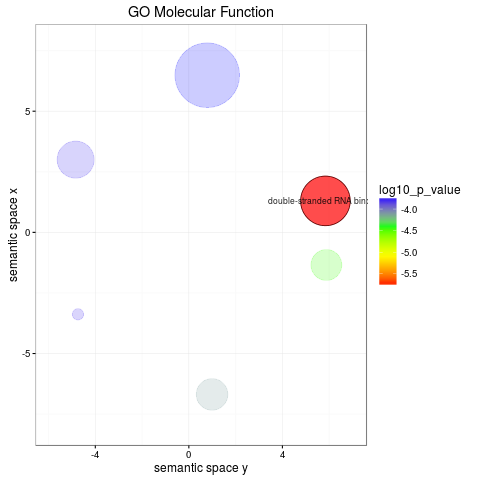 GO Molecular Function
5
0
-5
-4
0
4
semantic space x
semantic space y
double-stranded RNA bin
log10_p_value
-4.0
-4.5
-5.0
-5.5